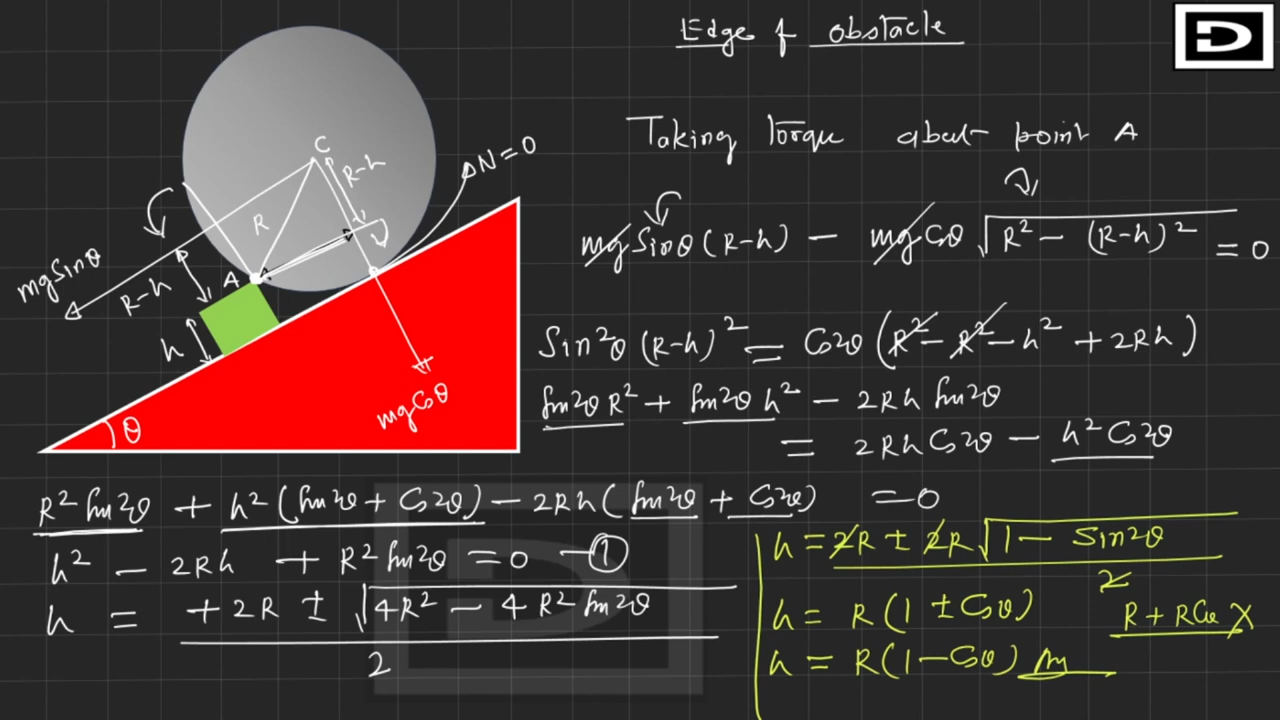 Edge of obstacle
D
Taking torque about point A
mg Sinθ (R-h) - mg Cosθ √R² - (R-h)² = 0
Sin²θ (R-h)² = Cos²θ (R² - R² - h² + 2Rh)
Sin²θ R² + Sin²θ h² - 2Rh Sin²θ
= 2Rh Cos²θ - h² Cos²θ
R² Sin²θ + h² (Sin²θ + Cos²θ) - 2Rh (Sin²θ + Cos²θ) = 0
h² - 2Rh + R² Sin²θ = 0 - ①
h = +2R ± √4R² - 4R² Sin²θ
2
h = 2R ± 2R √1 - Sin²θ
2
h = R (1 ± Cosθ)
R + R Cosθ X
h = R (1 - Cosθ) Ans
C
R-h
N = 0
R
A
mg Sinθ
R-h
h
θ
mg Cosθ